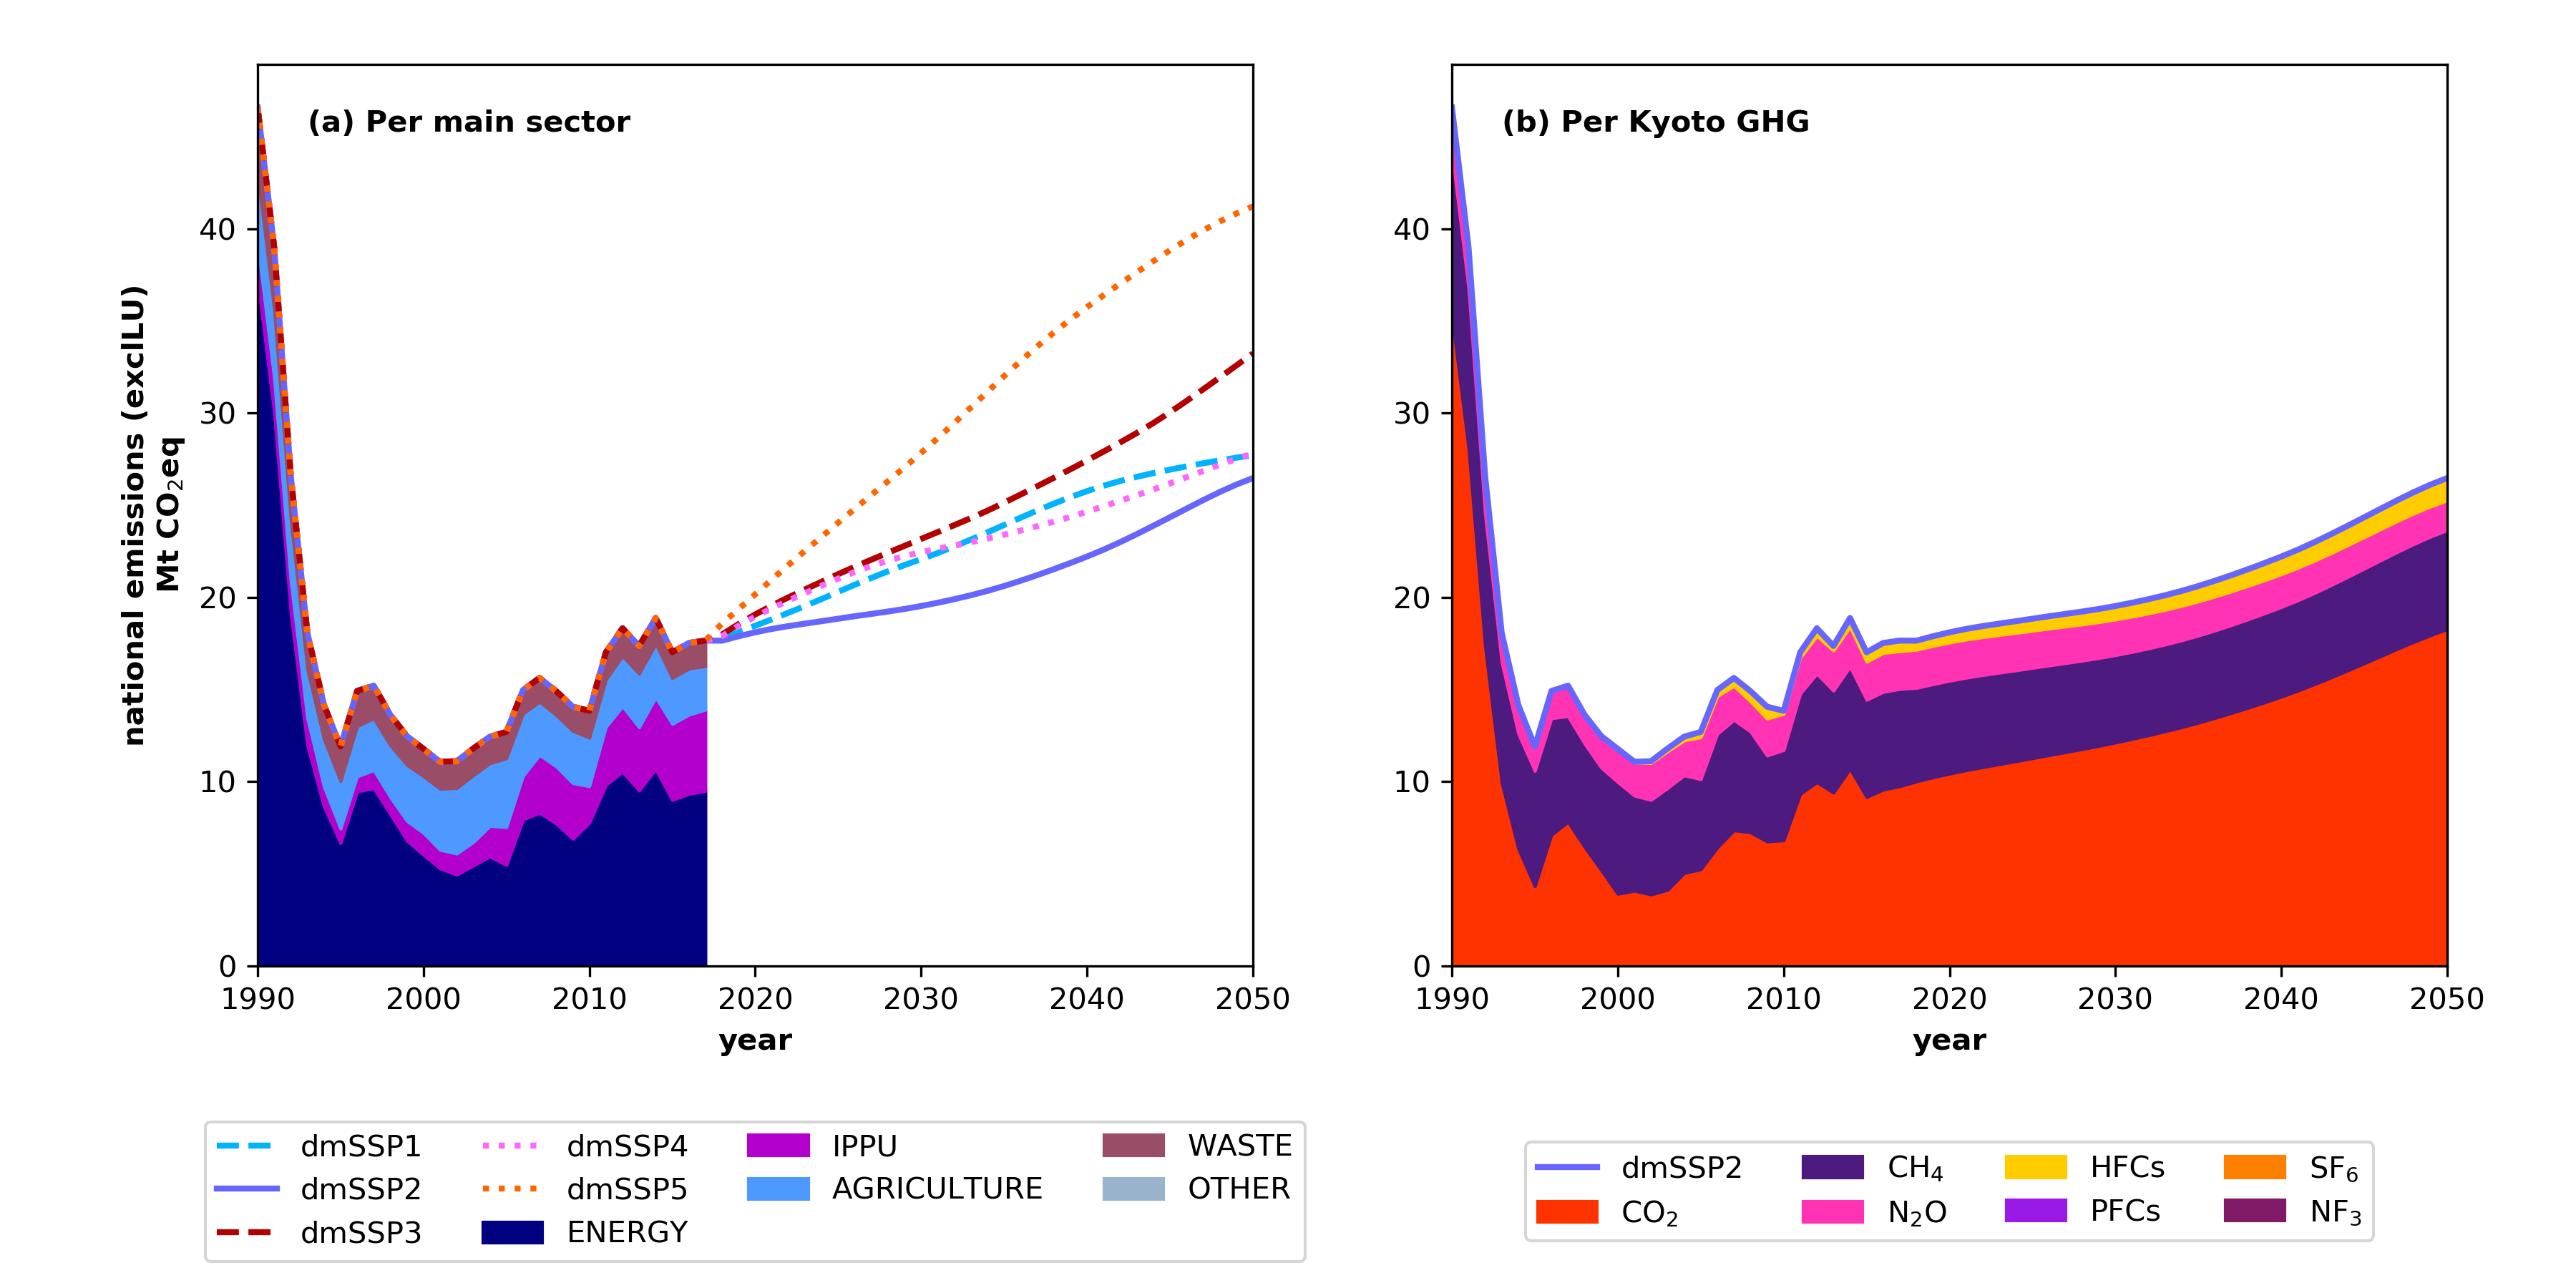 (a) Per main sector
(b) Per Kyoto GHG
national emissions (exclLU)
Mt CO₂eq
40
30
20
10
0
1990 2000 2010 2020 2030 2040 2050
year
40
30
20
10
0
1990 2000 2010 2020 2030 2040 2050
year
dmSSP1 dmSSP4 IPPU WASTE
dmSSP2 dmSSP5 AGRICULTURE OTHER
dmSSP3 ENERGY
dmSSP2 CH₄ HFCs SF₆
CO₂ N₂O PFCs NF₃